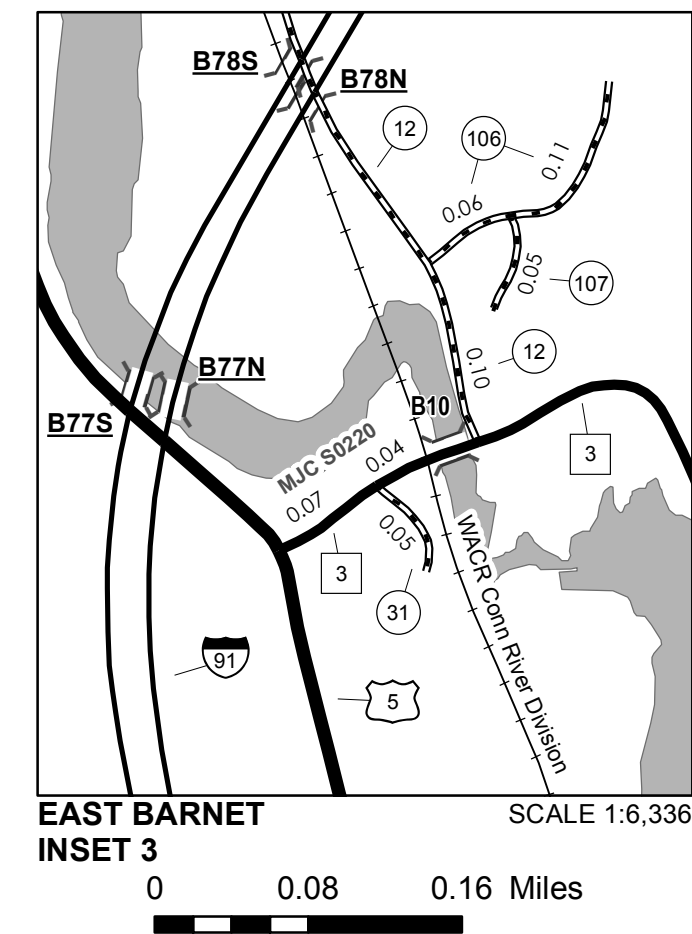 B78S
B78N
12
106
0.11
0.06
0.05
107
B77N
B77S
0.10
12
B10
MJC S0220
0.04
0.07
3
3
0.05
31
WACR Conn River Division
91
5
EAST BARNET
SCALE 1:6,336
INSET 3
0 0.08 0.16 Miles